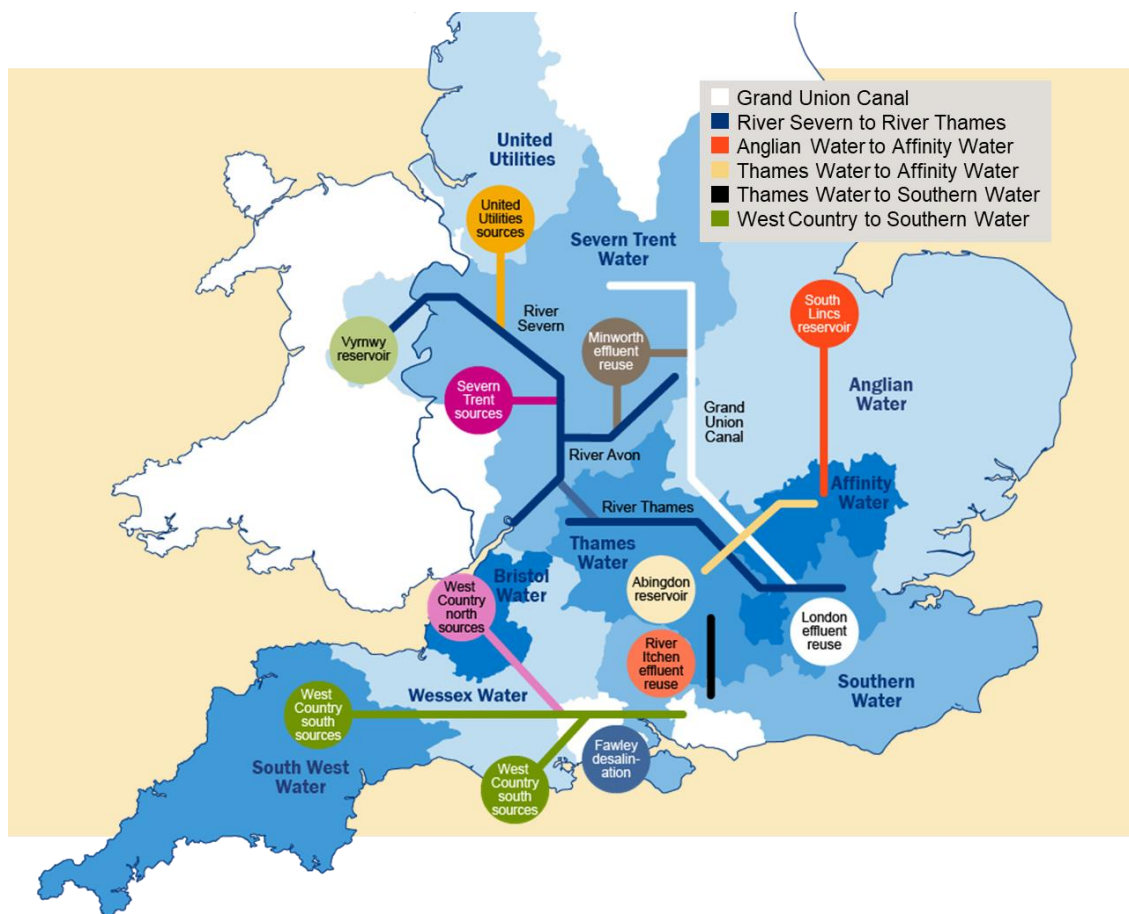 Grand Union Canal
River Severn to River Thames
Anglian Water to Affinity Water
Thames Water to Affinity Water
Thames Water to Southern Water
West Country to Southern Water
United
Utilities
United
Utilities
sources
Severn Trent
Water
River
Severn
South
Lincs
reservoir
Vyrnwy
reservoir
Minworth
effluent
reuse
Severn
Trent
sources
Anglian
Water
Grand
Union
Canal
River Avon
Affinity
Water
River Thames
Thames
Water
Bristol
Water
Abingdon
reservoir
West
Country
north
sources
London
effluent
reuse
River
Itchen
effluent
reuse
Southern
Water
Wessex Water
West
Country
south
sources
South West
Water
Fawley
desalin-
ation
West
Country
south
sources